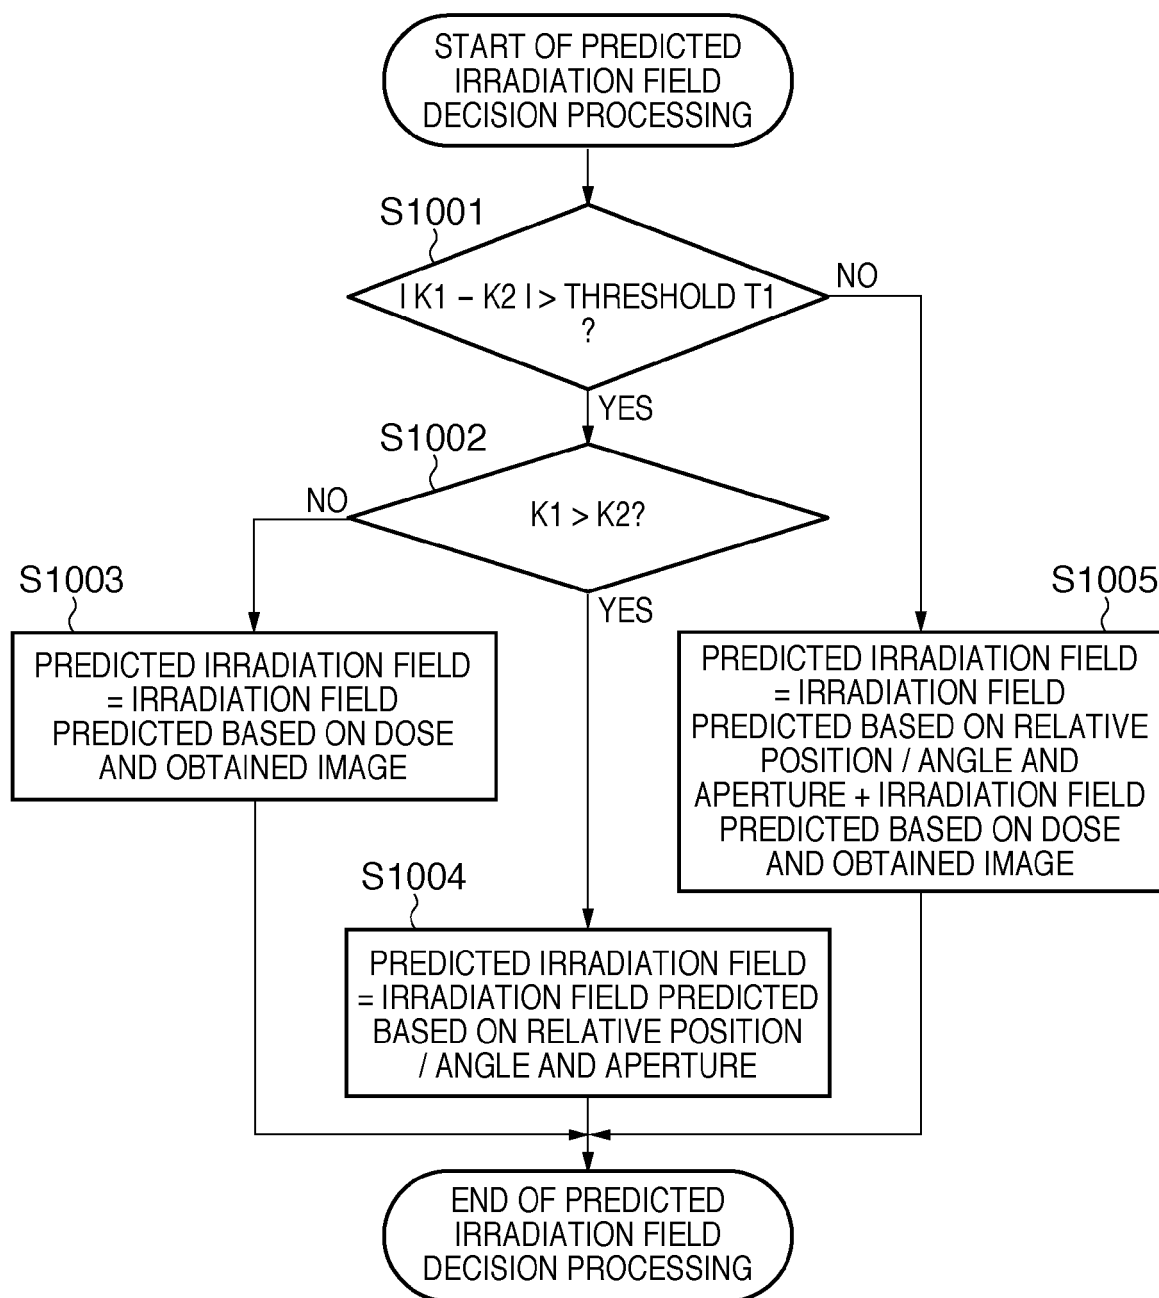 START OF PREDICTED
IRRADIATION FIELD
DECISION PROCESSING
S1001
| K1 – K2 | > THRESHOLD T1
?
NO
YES
S1002
K1 > K2?
NO
YES
S1003
PREDICTED IRRADIATION FIELD
= IRRADIATION FIELD
PREDICTED BASED ON DOSE
AND OBTAINED IMAGE
S1005
PREDICTED IRRADIATION FIELD
= IRRADIATION FIELD
PREDICTED BASED ON RELATIVE
POSITION / ANGLE AND
APERTURE + IRRADIATION FIELD
PREDICTED BASED ON DOSE
AND OBTAINED IMAGE
S1004
PREDICTED IRRADIATION FIELD
= IRRADIATION FIELD PREDICTED
BASED ON RELATIVE POSITION
/ ANGLE AND APERTURE
END OF PREDICTED
IRRADIATION FIELD
DECISION PROCESSING